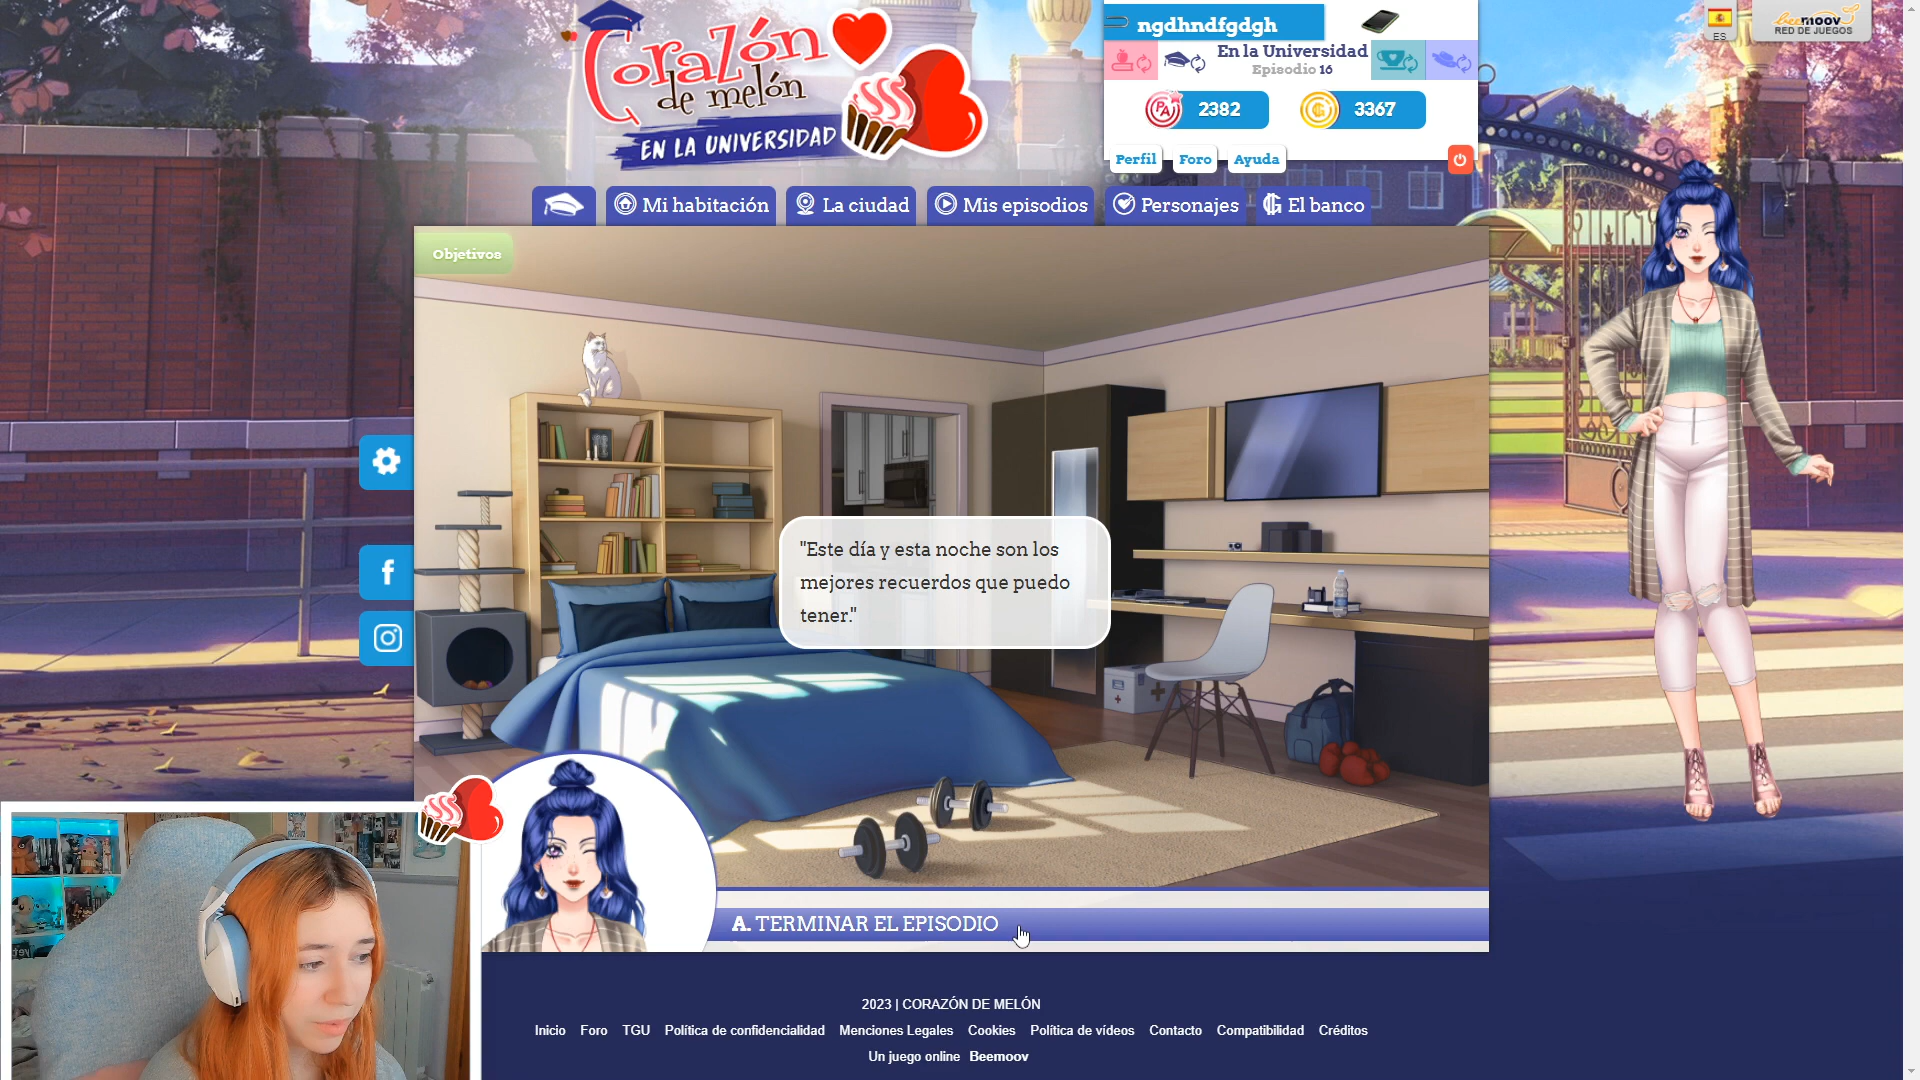 Corazón
de melón
EN LA UNIVERSIDAD
ngdhndfgdgh
En la Universidad
Episodio 16
PA
2382
3367
Perfil
Foro
Ayuda
ES
beemoov
RED DE JUEGOS
Mi habitación
La ciudad
Mis episodios
Personajes
El banco
Objetivos
"Este día y esta noche son los
mejores recuerdos que puedo
tener."
A. TERMINAR EL EPISODIO
2023 | CORAZÓN DE MELÓN
Inicio Foro TGU Política de confidencialidad Menciones Legales Cookies Política de vídeos Contacto Compatibilidad Créditos
Un juego online Beemoov